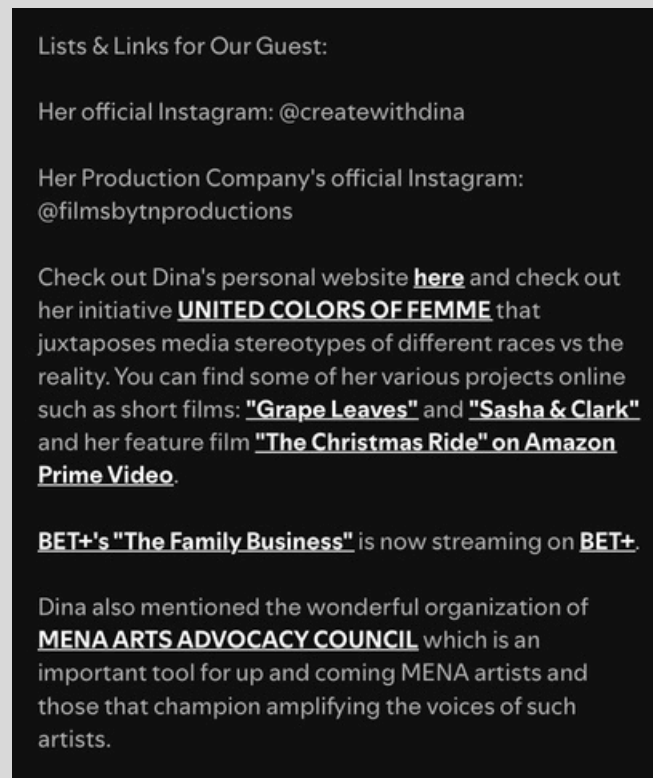 Lists & Links for Our Guest:
Her official Instagram: @createwithdina
Her Production Company's official Instagram:
@filmsbytnproductions
Check out Dina's personal website here and check out
her initiative UNITED COLORS OF FEMME that
juxtaposes media stereotypes of different races vs the
reality. You can find some of her various projects online
such as short films: "Grape Leaves" and "Sasha & Clark"
and her feature film "The Christmas Ride" on Amazon
Prime Video.
BET+'s "The Family Business" is now streaming on BET+.
Dina also mentioned the wonderful organization of
MENA ARTS ADVOCACY COUNCIL which is an
important tool for up and coming MENA artists and
those that champion amplifying the voices of such
artists.